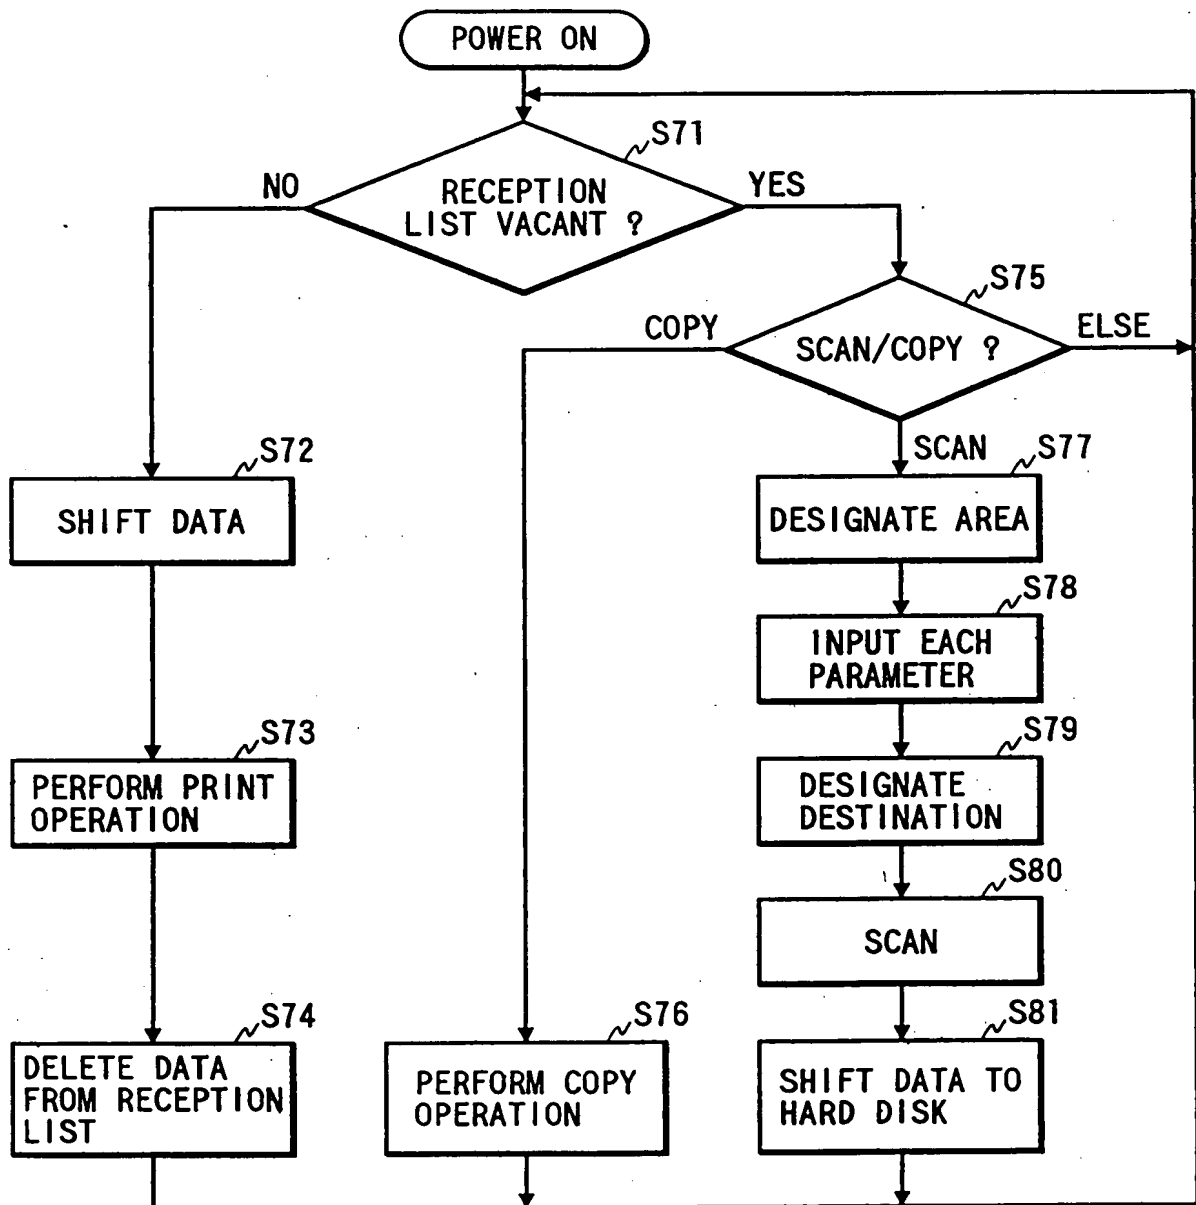 POWER ON
S71
NO
RECEPTION
LIST VACANT ?
YES
S75
COPY
SCAN/COPY ?
ELSE
S72
SCAN
S77
SHIFT DATA
DESIGNATE AREA
S78
INPUT EACH
PARAMETER
S73
S79
PERFORM PRINT
OPERATION
DESIGNATE
DESTINATION
S80
SCAN
S74
S76
S81
DELETE DATA
FROM RECEPTION
LIST
PERFORM COPY
OPERATION
SHIFT DATA TO
HARD DISK